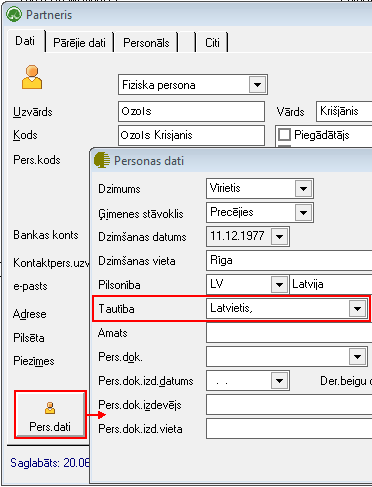 Partneris
Dati
Pārējie dati
Personāls
Citi
Fiziska persona
Uzvārds
Ozols
Vārds
Krišjānis
Kods
Ozols Krisjanis
Piegādātājs
Pers.kods
Personas dati
Dzimums
Vīrietis
Ģimenes stāvoklis
Precējies
Bankas konts
Dzimšanas datums
11.12.1977
Kontaktpers.uzv
Dzimšanas vieta
Rīga
e-pasts
Pilsonība
LV
Latvija
Adrese
Tautība
Latvietis,
Pilsēta
Amats
Piezīmes
Pers.dok.
Pers.dok.izd.datums
. .
Der.beigu
Pers.dok.izdevējs
Pers.dati
Pers.dok.izd.vieta
Saglabāts: 20.06